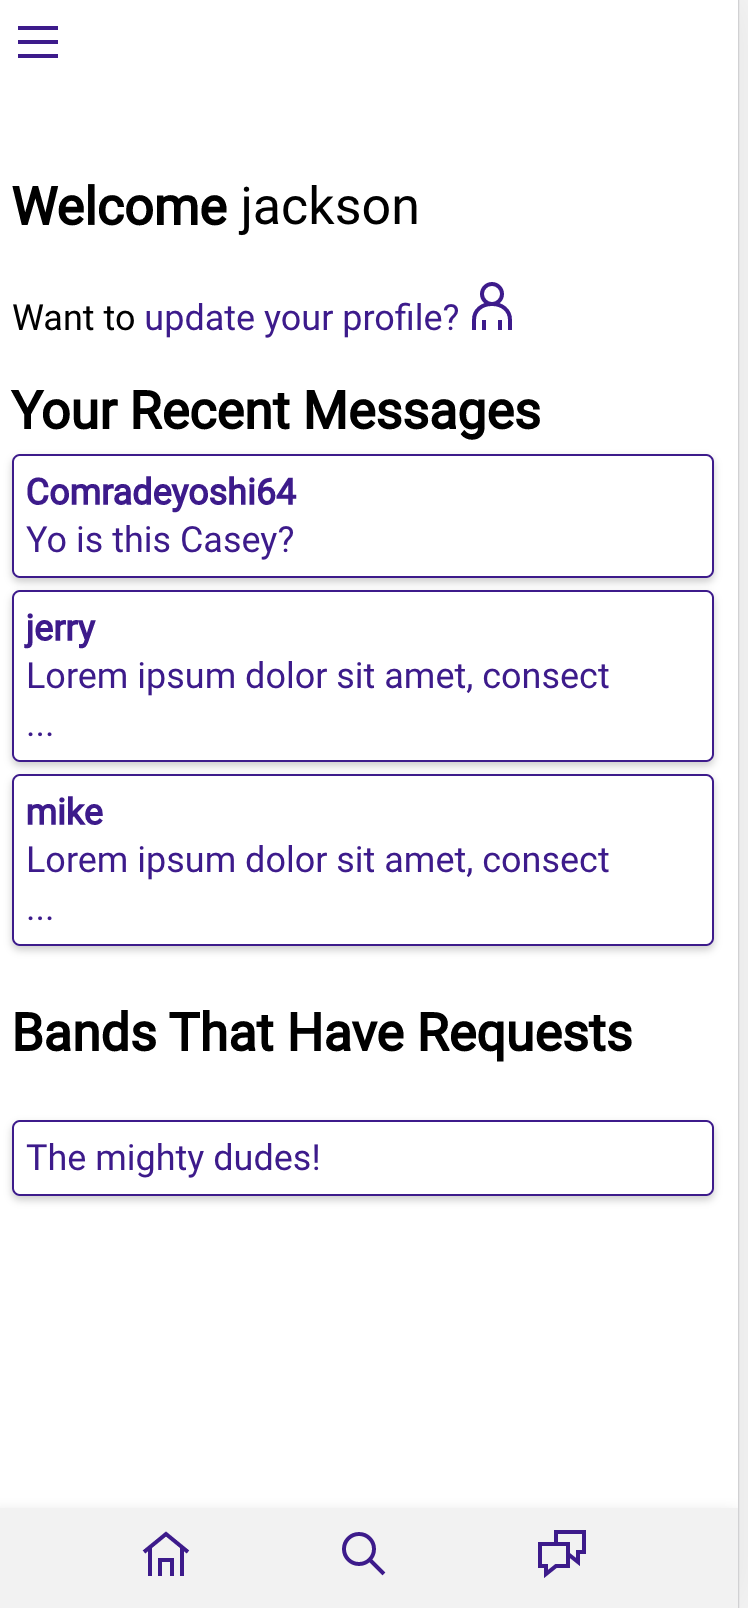 Welcome jackson
Want to update your profile?
Your Recent Messages
Comradeyoshi64
Yo is this Casey?
jerry
Lorem ipsum dolor sit amet, consect
...
mike
Lorem ipsum dolor sit amet, consect
...
Bands That Have Requests
The mighty dudes!